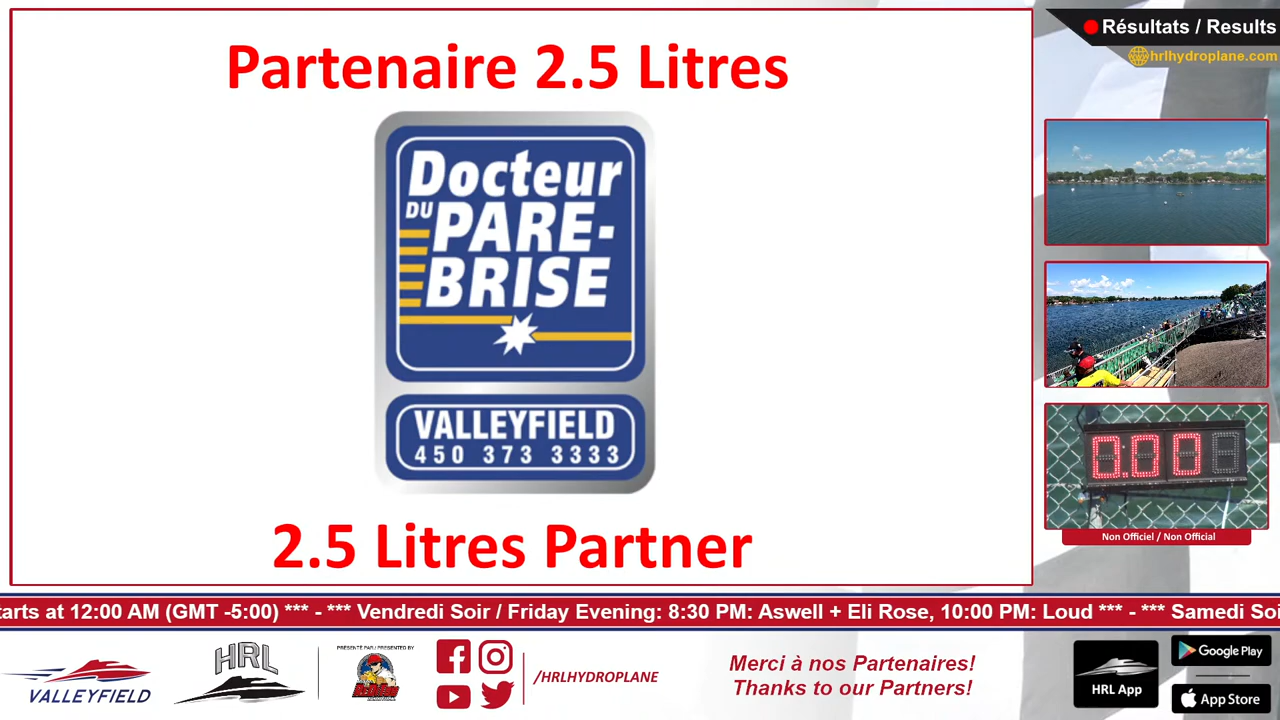 Partenaire 2.5 Litres
Docteur
DU PARE-
BRISE
VALLEYFIELD
450 373 3333
2.5 Litres Partner
Résultats / Results
hrlhydroplane.com
0.00
Non Officiel / Non Official
tarts at 12:00 AM (GMT -5:00) *** - *** Vendredi Soir / Friday Evening: 8:30 PM: Aswell + Eli Rose, 10:00 PM: Loud *** - *** Samedi Soi
VALLEYFIELD
HRL
PRÉSENTÉ PAR / PRESENTED BY
/HRLHYDROPLANE
Merci à nos Partenaires!
Thanks to our Partners!
HRL App
Google Play
App Store